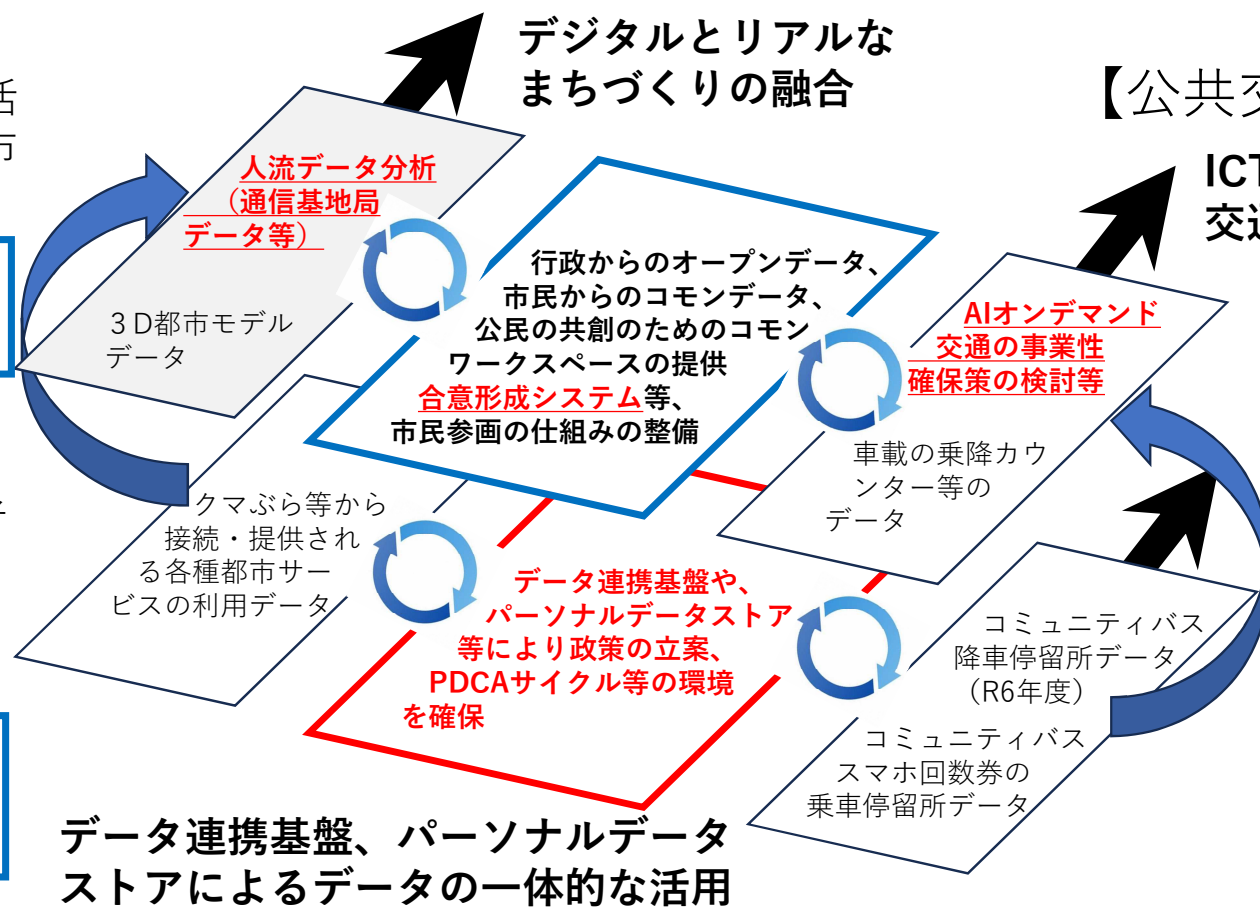 デジタルとリアルな
まちづくりの融合
活
市
【公共交
ICT
交通
人流データ分析
（通信基地局
データ等）
３D都市モデル
データ
行政からのオープンデータ、
市民からのコモンデータ、
公民の共創のためのコモン
ワークスペースの提供
合意形成システム等、
市民参画の仕組みの整備
AIオンデマンド
交通の事業性
確保策の検討等
車載の乗降カウ
ンター等の
データ
クマぶら等から
接続・提供され
る各種都市サー
ビスの利用データ
データ連携基盤や、
パーソナルデータストア
等により政策の立案、
PDCAサイクル等の環境
を確保
コミュニティバス
降車停留所データ
（R6年度）
コミュニティバス
スマホ回数券の
乗車停留所データ
データ連携基盤、パーソナルデータ
ストアによるデータの一体的な活用